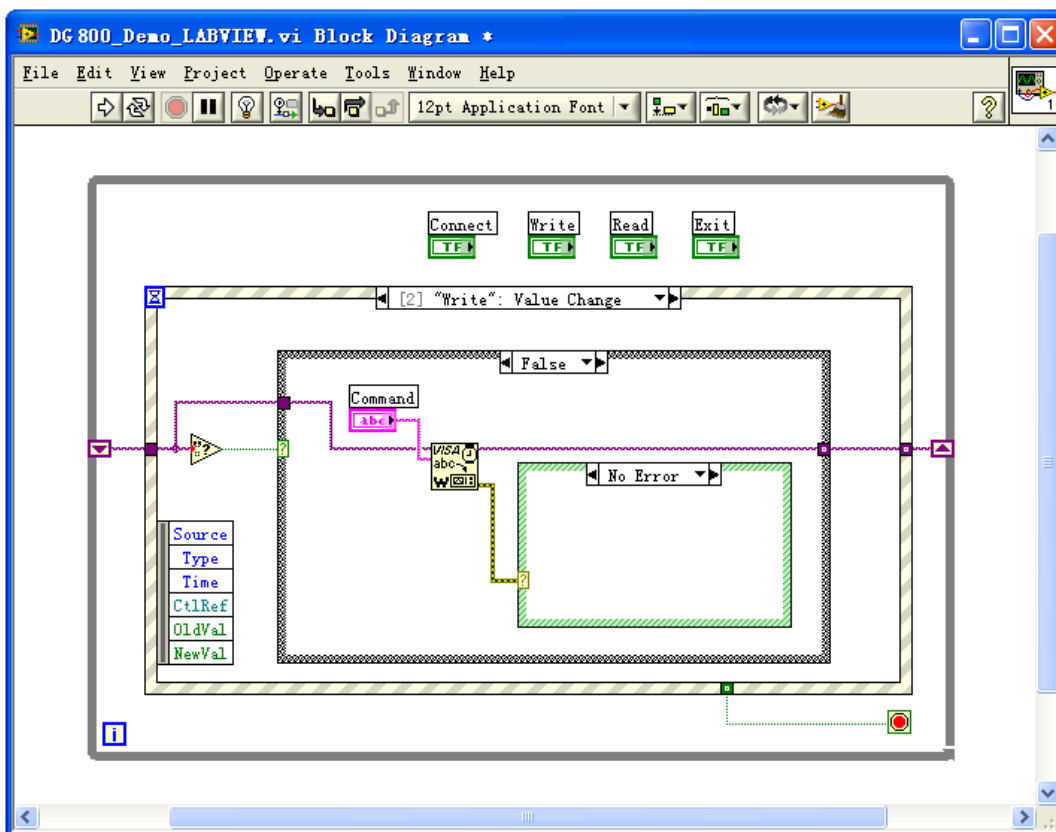 DG800_Demo_LABVIEW.vi Block Diagram *
File Edit View Project Operate Tools Window Help
12pt Application Font
?
1
Connect Write Read Exit
TF TF TF TF
[2] "Write": Value Change
False
Command
abc
?
?
VISA
abc
W
No Error
?
Source
Type
Time
CtlRef
OldVal
NewVal
i